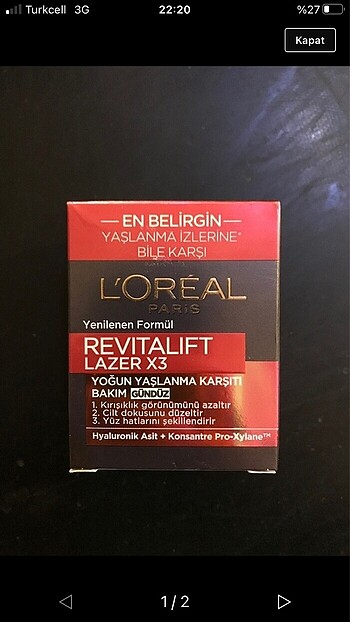 Turkcell 3G 22:20 %27
Kapat
EN BELİRGİN
YAŞLANMA İZLERİNE*
BİLE KARŞI
L'ORÉAL
PARIS
Yenilenen Formül
REVITALIFT
LAZER X3
YOĞUN YAŞLANMA KARŞITI
BAKIM GÜNDÜZ
1. Kırışıklık görünümünü azaltır
2. Cilt dokusunu düzeltir
3. Yüz hatlarını şekillendirir
Hyaluronik Asit + Konsantre Pro-Xylane™
1/2